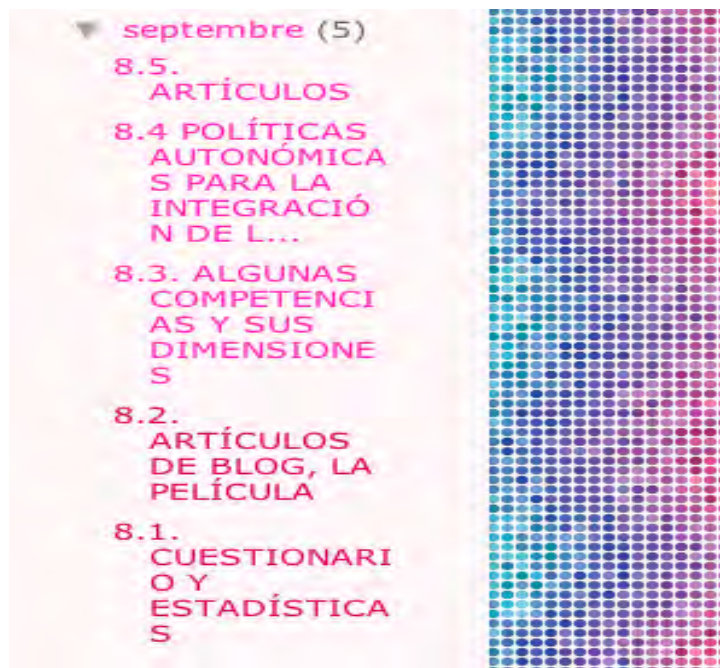 septembre (5)
8.5.
ARTÍCULOS
8.4 POLÍTICAS
AUTONÓMICA
S PARA LA
INTEGRACIÓ
N DE L...
8.3. ALGUNAS
COMPETENCI
AS Y SUS
DIMENSIONE
S
8.2.
ARTÍCULOS
DE BLOG, LA
PELÍCULA
8.1.
CUESTIONARI
O Y
ESTADÍSTICA
S